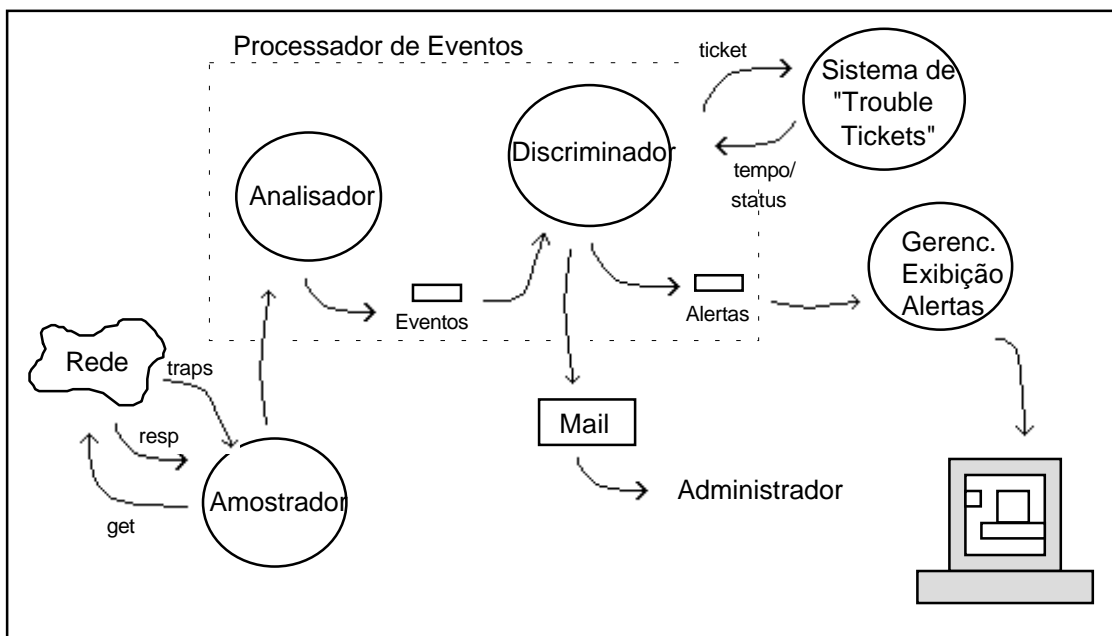 Processador de Eventos
ticket
Sistema de
"Trouble
Tickets"
Discriminador
tempo/
status
Analisador
Gerenc.
Exibição
Alertas
Eventos
Alertas
Rede
traps
resp
get
Amostrador
Mail
Administrador